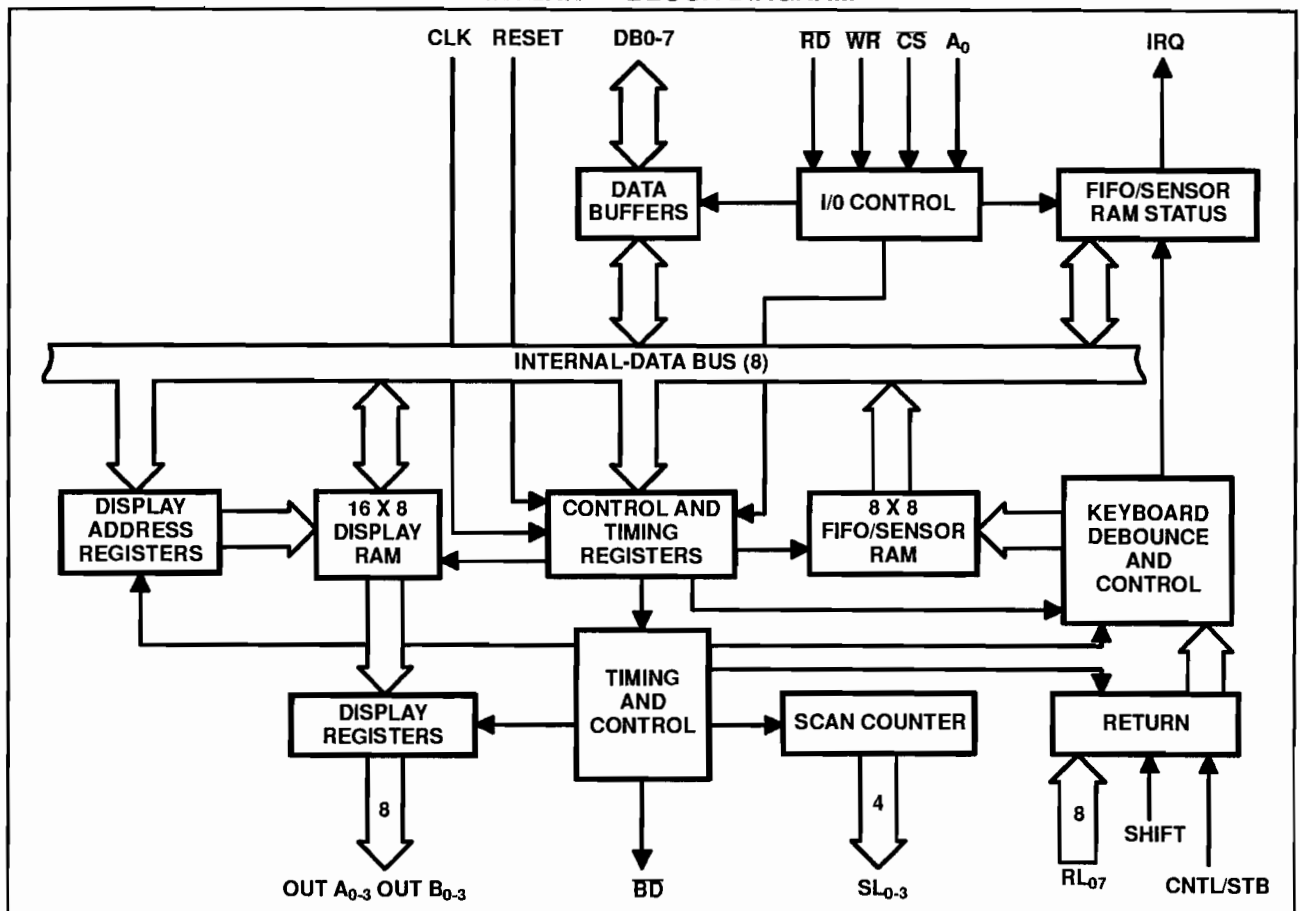 CLK RESET DB0-7 RD WR CS A0 IRQ
DATA
BUFFERS
I/0 CONTROL
FIFO/SENSOR
RAM STATUS
INTERNAL-DATA BUS (8)
DISPLAY
ADDRESS
REGISTERS
16 X 8
DISPLAY
RAM
CONTROL AND
TIMING
REGISTERS
8 X 8
FIFO/SENSOR
RAM
KEYBOARD
DEBOUNCE
AND
CONTROL
DISPLAY
REGISTERS
TIMING
AND
CONTROL
SCAN COUNTER
RETURN
8
4
8
SHIFT
OUT A0-3 OUT B0-3
BD
SL0-3
RL07
CNTL/STB